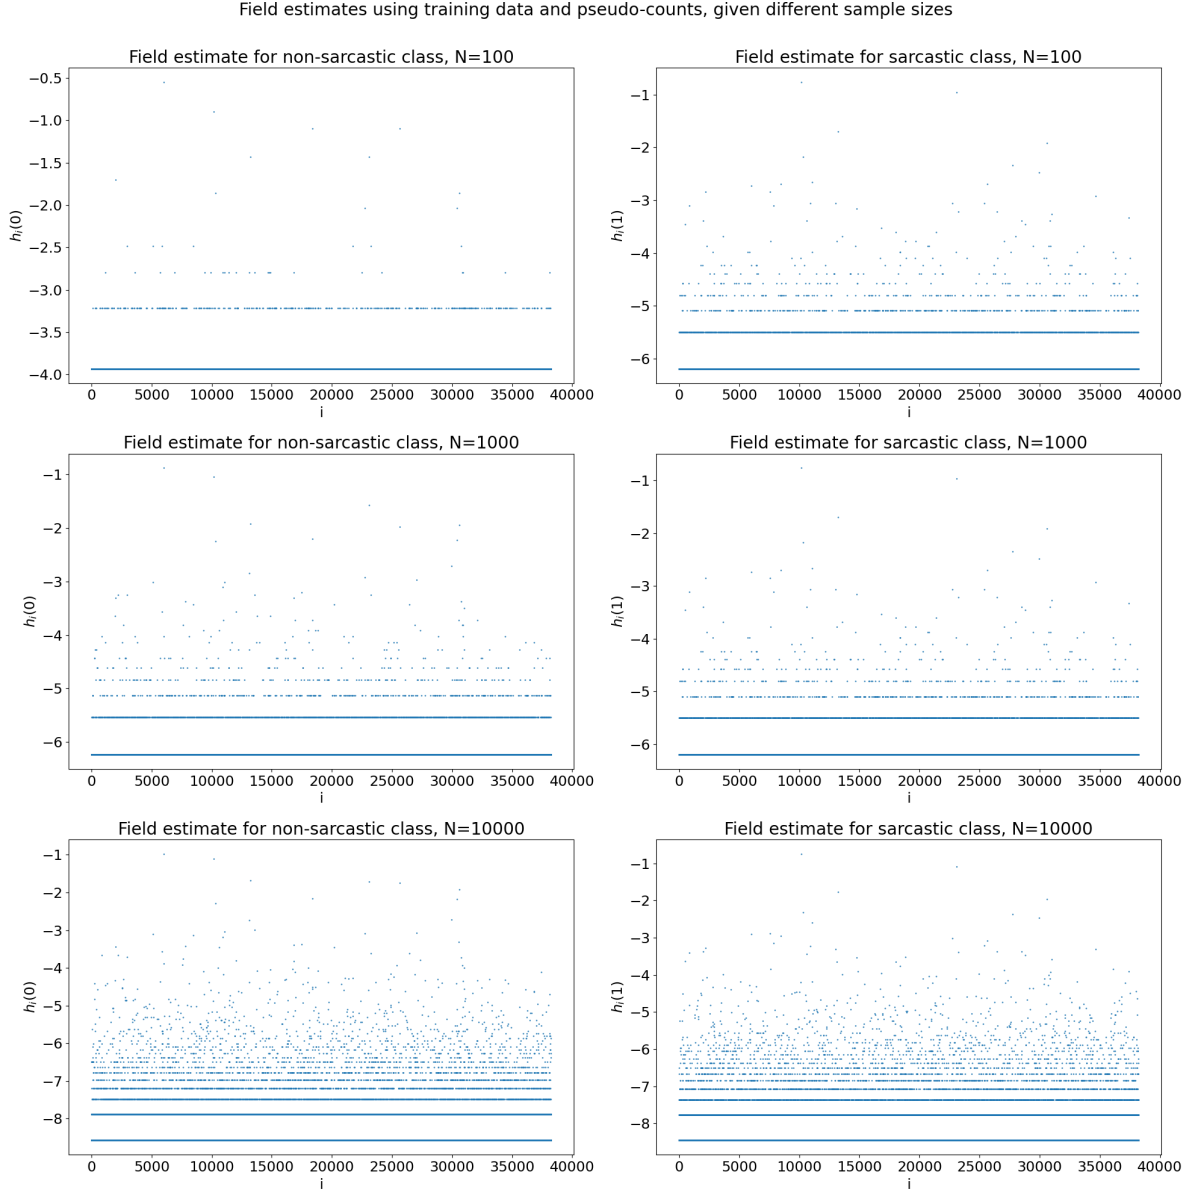 Field estimates using training data and pseudo-counts, given different sample sizes
Field estimate for non-sarcastic class, N=100
−0.5
−1.0
−1.5
−2.0
−2.5
−3.0
−3.5
−4.0
hᵢ(0)
0 5000 10000 15000 20000 25000 30000 35000 40000
i
Field estimate for sarcastic class, N=100
−1
−2
−3
−4
−5
−6
hᵢ(1)
0 5000 10000 15000 20000 25000 30000 35000 40000
i
Field estimate for non-sarcastic class, N=1000
−1
−2
−3
−4
−5
−6
hᵢ(0)
0 5000 10000 15000 20000 25000 30000 35000 40000
i
Field estimate for sarcastic class, N=1000
−1
−2
−3
−4
−5
−6
hᵢ(1)
0 5000 10000 15000 20000 25000 30000 35000 40000
i
Field estimate for non-sarcastic class, N=10000
−1
−2
−3
−4
−5
−6
−7
−8
hᵢ(0)
0 5000 10000 15000 20000 25000 30000 35000 40000
i
Field estimate for sarcastic class, N=10000
−1
−2
−3
−4
−5
−6
−7
−8
hᵢ(1)
0 5000 10000 15000 20000 25000 30000 35000 40000
i